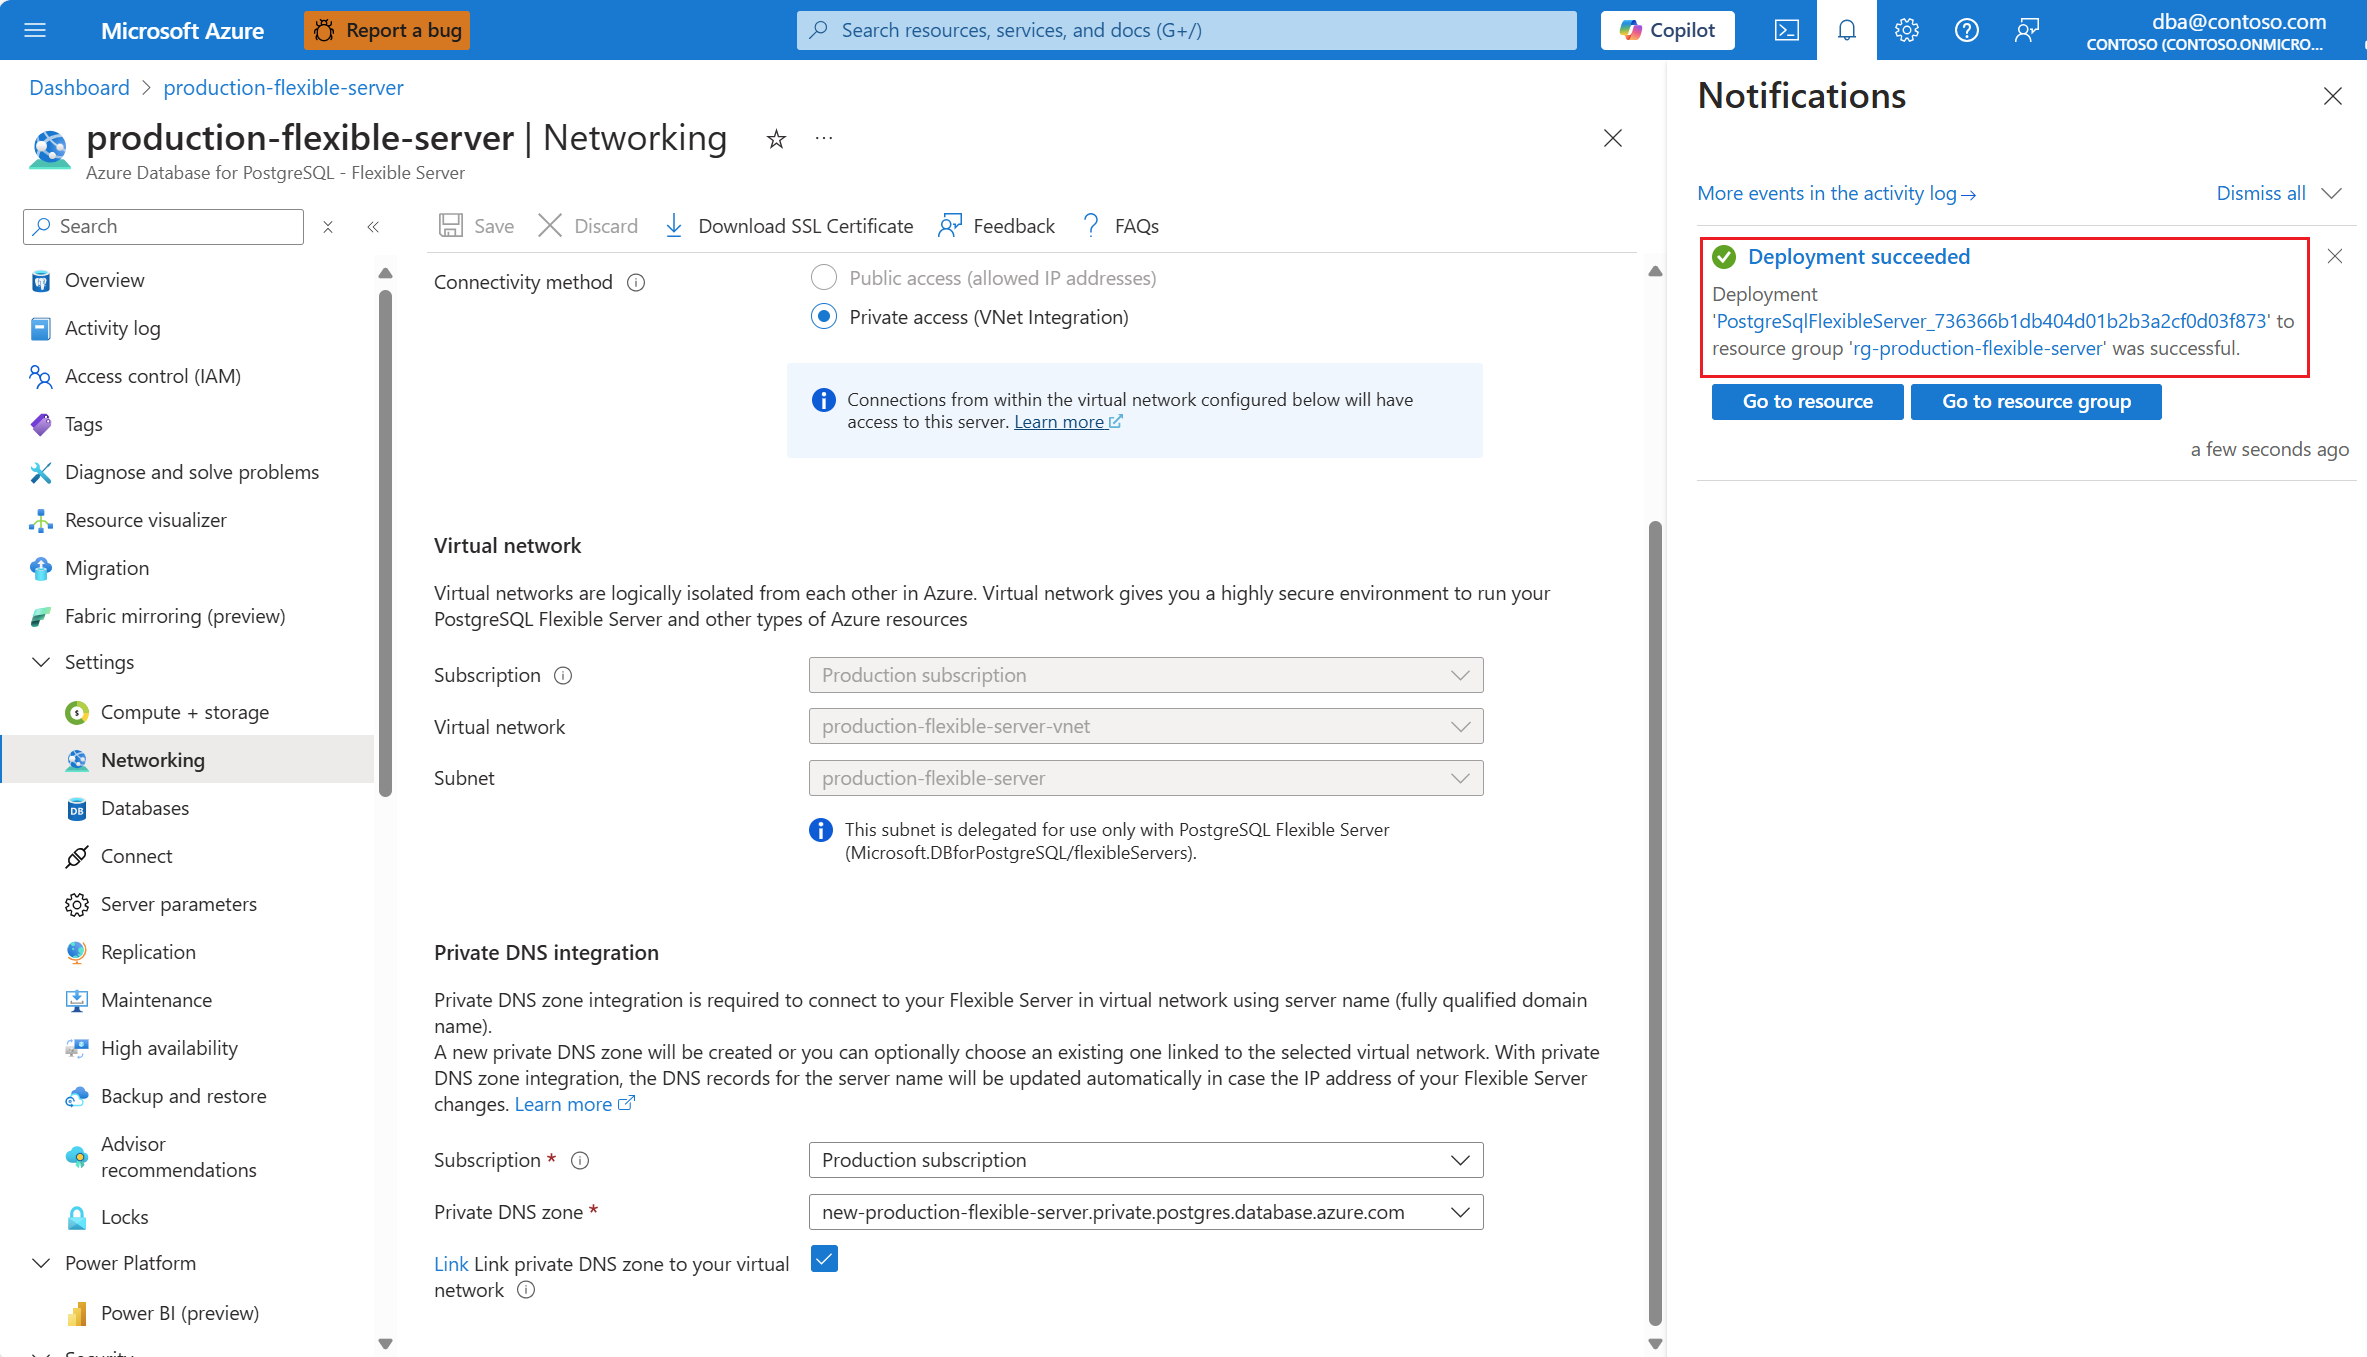 Microsoft Azure
Report a bug
Search resources, services, and docs (G+/)
Copilot
dba@contoso.com
CONTOSO (CONTOSO.ONMICRO...
Dashboard > production-flexible-server
production-flexible-server | Networking
Azure Database for PostgreSQL - Flexible Server
Search
Overview
Activity log
Access control (IAM)
Tags
Diagnose and solve problems
Resource visualizer
Migration
Fabric mirroring (preview)
Settings
Compute + storage
Networking
Databases
Connect
Server parameters
Replication
Maintenance
High availability
Backup and restore
Advisor
recommendations
Locks
Power Platform
Power BI (preview)
Security
Save
Discard
Download SSL Certificate
Feedback
FAQs
Connectivity method
Public access (allowed IP addresses)
Private access (VNet Integration)
Connections from within the virtual network configured below will have
access to this server. Learn more
Virtual network
Virtual networks are logically isolated from each other in Azure. Virtual network gives you a highly secure environment to run your
PostgreSQL Flexible Server and other types of Azure resources
Subscription
Production subscription
Virtual network
production-flexible-server-vnet
Subnet
production-flexible-server
This subnet is delegated for use only with PostgreSQL Flexible Server
(Microsoft.DBforPostgreSQL/flexibleServers).
Private DNS integration
Private DNS zone integration is required to connect to your Flexible Server in virtual network using server name (fully qualified domain
name).
A new private DNS zone will be created or you can optionally choose an existing one linked to the selected virtual network. With private
DNS zone integration, the DNS records for the server name will be updated automatically in case the IP address of your Flexible Server
changes. Learn more
Subscription *
Production subscription
Private DNS zone *
new-production-flexible-server.private.postgres.database.azure.com
Link Link private DNS zone to your virtual
network
Notifications
More events in the activity log→
Dismiss all
Deployment succeeded
Deployment
'PostgreSqlFlexibleServer_736366b1db404d01b2b3a2cf0d03f873' to
resource group 'rg-production-flexible-server' was successful.
Go to resource
Go to resource group
a few seconds ago